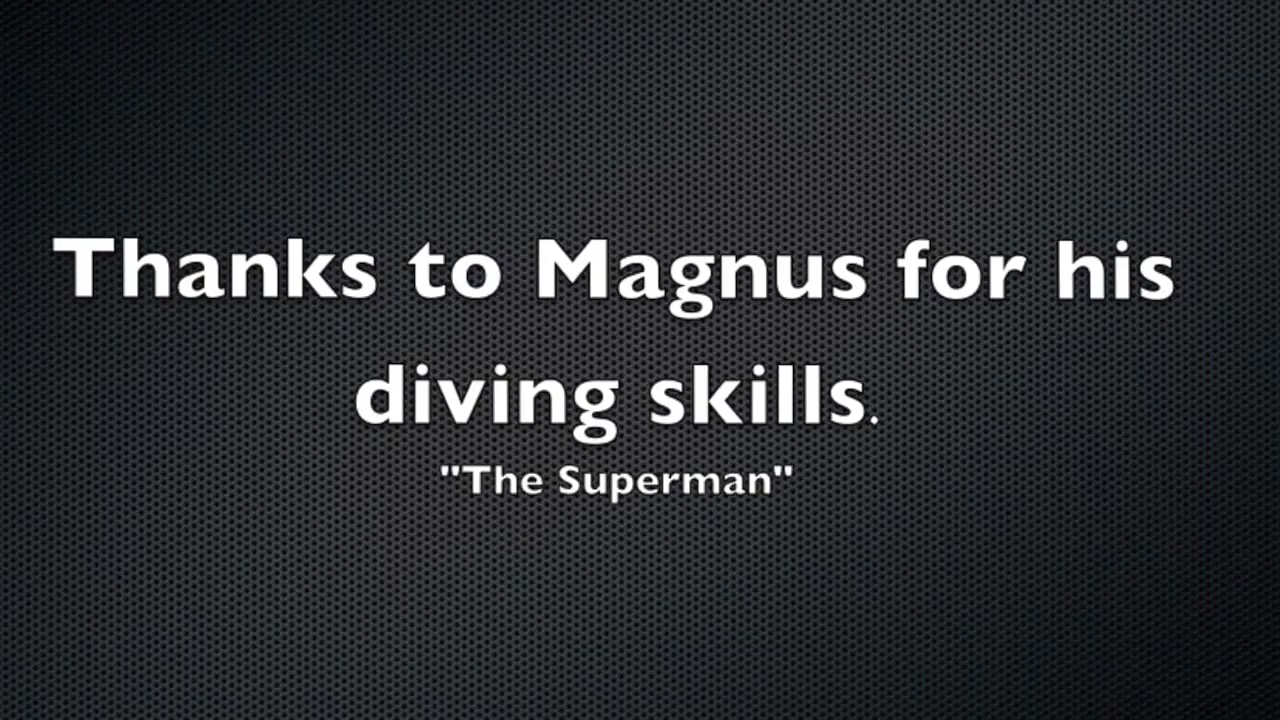 Thanks to Magnus for his
diving skills.
"The Superman"